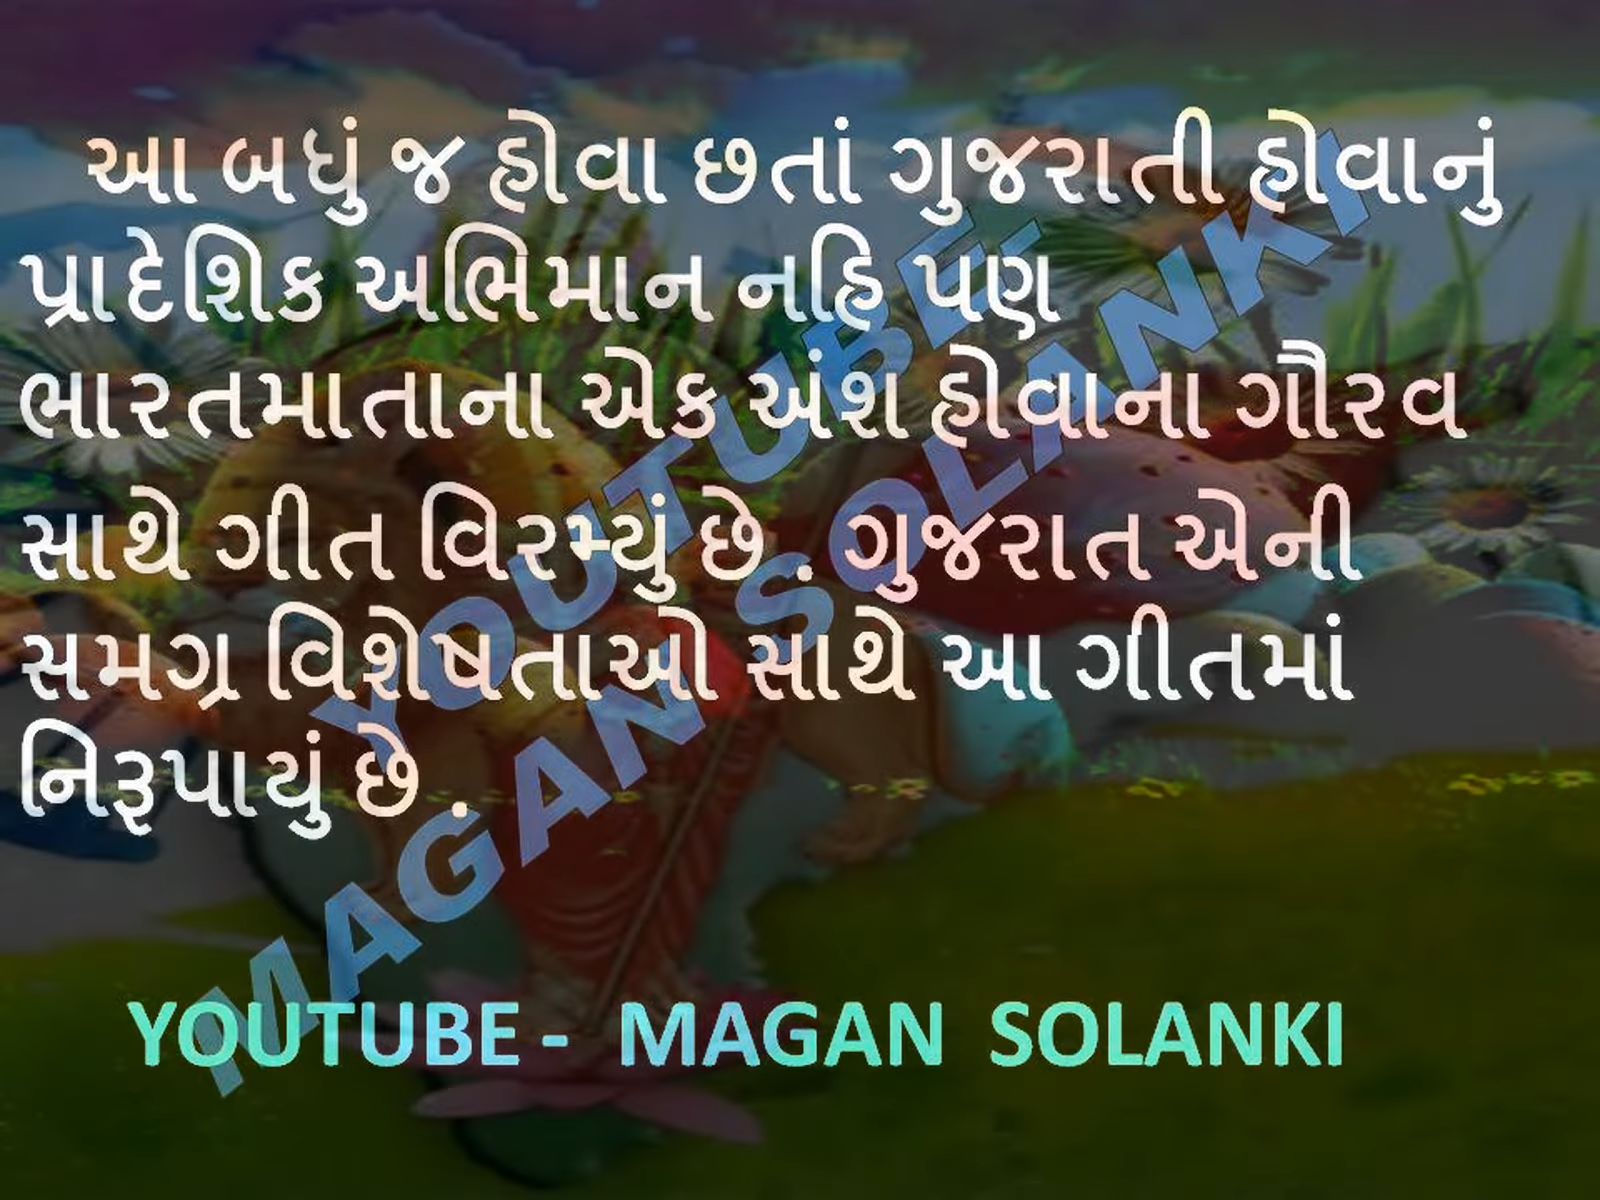 આ બધું જ હોવા છતાં ગુજરાતી હોવાનું
પ્રાદેશિક અભિમાન નહિ પણ
ભારતમાતાના એક અંશ હોવાના ગૌરવ
સાથે ગીત વિરમ્યું છે . ગુજરાત એની
સમગ્ર વિશેષતાઓ સાથે આ ગીતમાં
નિરૂપાયું છે .
YOUTUBE -
MAGAN SOLANKI
YOUTUBE - MAGAN SOLANKI